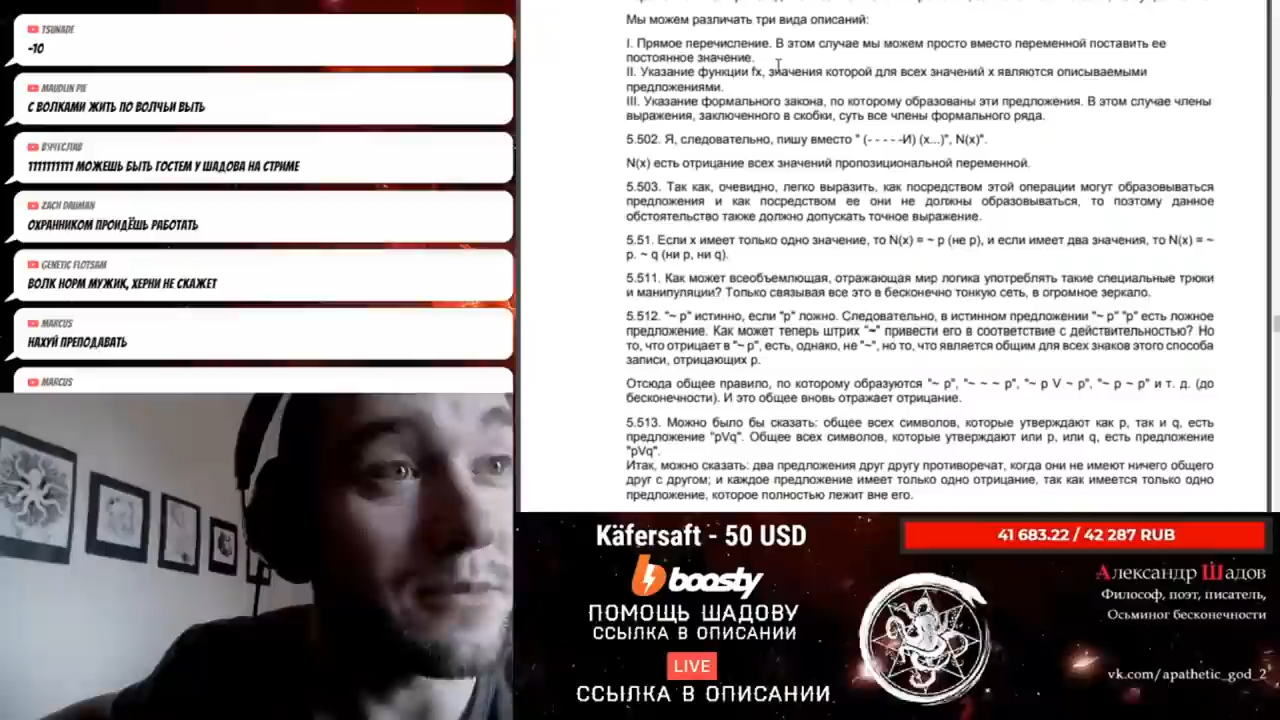 TSUNADE
-10
MAUDLIN PIE
С ВОЛКАМИ ЖИТЬ ПО ВОЛЧЬИ ВЫТЬ
ВЯЧЕСЛАВ
1111111111 МОЖЕШЬ БЫТЬ ГОСТЕМ У ШАДОВА НА СТРИМЕ
ZACH DAUMAN
ОХРАННИКОМ ПРОЙДЁШЬ РАБОТАТЬ
GENETIC FLOTSAM
ВОЛК НОРМ МУЖИК, ХЕРНИ НЕ СКАЖЕТ
MARCUS
НАХУЙ ПРЕПОДАВАТЬ
MARCUS
Мы можем различать три вида описаний:
I. Прямое перечисление. В этом случае мы можем просто вместо переменной поставить ее
постоянное значение.
II. Указание функции fx, значения которой для всех значений x являются описываемыми
предложениями.
III. Указание формального закона, по которому образованы эти предложения. В этом случае члены
выражения, заключенного в скобки, суть все члены формального ряда.
5.502. Я, следовательно, пишу вместо " (- - - - -И) (x...)", N(x)".
N(x) есть отрицание всех значений пропозициональной переменной.
5.503. Так как, очевидно, легко выразить, как посредством этой операции могут образовываться
предложения и как посредством ее они не должны образовываться, то поэтому данное
обстоятельство также должно допускать точное выражение.
5.51. Если x имеет только одно значение, то N(x) = ~ p (не p), и если имеет два значения, то N(x) = ~
p. ~ q (ни p, ни q).
5.511. Как может всеобъемлющая, отражающая мир логика употреблять такие специальные трюки
и манипуляции? Только связывая все это в бесконечно тонкую сеть, в огромное зеркало.
5.512. "~ p" истинно, если "p" ложно. Следовательно, в истинном предложении "~ p" "p" есть ложное
предложение. Как может теперь штрих "~" привести его в соответствие с действительностью? Но
то, что отрицает в "~ p", есть, однако, не "~", но то, что является общим для всех знаков этого способа
записи, отрицающих p.
Отсюда общее правило, по которому образуются "~ p", "~ ~ ~ p", "~ p V ~ p", "~ p ~ p" и т. д. (до
бесконечности). И это общее вновь отражает отрицание.
5.513. Можно было бы сказать: общее всех символов, которые утверждают как p, так и q, есть
предложение "pVq". Общее всех символов, которые утверждают или p, или q, есть предложение
"pVq".
Итак, можно сказать: два предложения друг другу противоречат, когда они не имеют ничего общего
друг с другом; и каждое предложение имеет только одно отрицание, так как имеется только одно
предложение, которое полностью лежит вне его.
Käfersaft - 50 USD
boosty
ПОМОЩЬ ШАДОВУ
ССЫЛКА В ОПИСАНИИ
LIVE
ССЫЛКА В ОПИСАНИИ
41 683.22 / 42 287 RUB
Александр Шадов
Философ, поэт, писатель,
Осьминог бесконечности
vk.com/apathetic_god_2